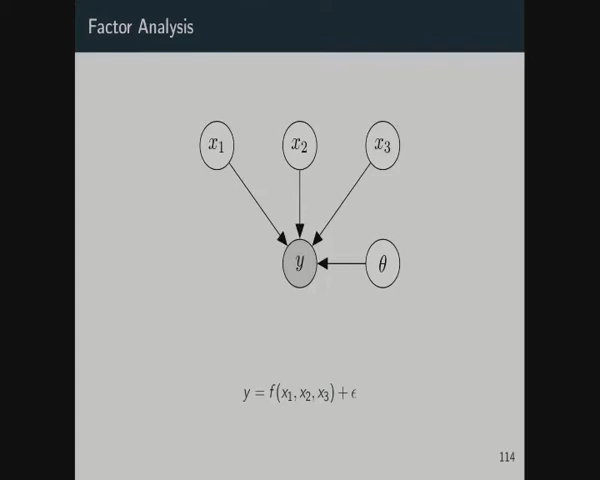 Factor Analysis
x₁ x₂ x₃
y θ
y = f(x₁, x₂, x₃) + ϵ
114